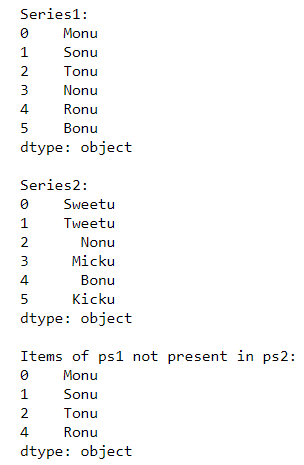 Series1:
0    Monu
1    Sonu
2    Tonu
3    Nonu
4    Ronu
5    Bonu
dtype: object

Series2:
0    Sweetu
1    Tweetu
2      Nonu
3     Micku
4      Bonu
5     Kicku
dtype: object

Items of ps1 not present in ps2:
0    Monu
1    Sonu
2    Tonu
4    Ronu
dtype: object